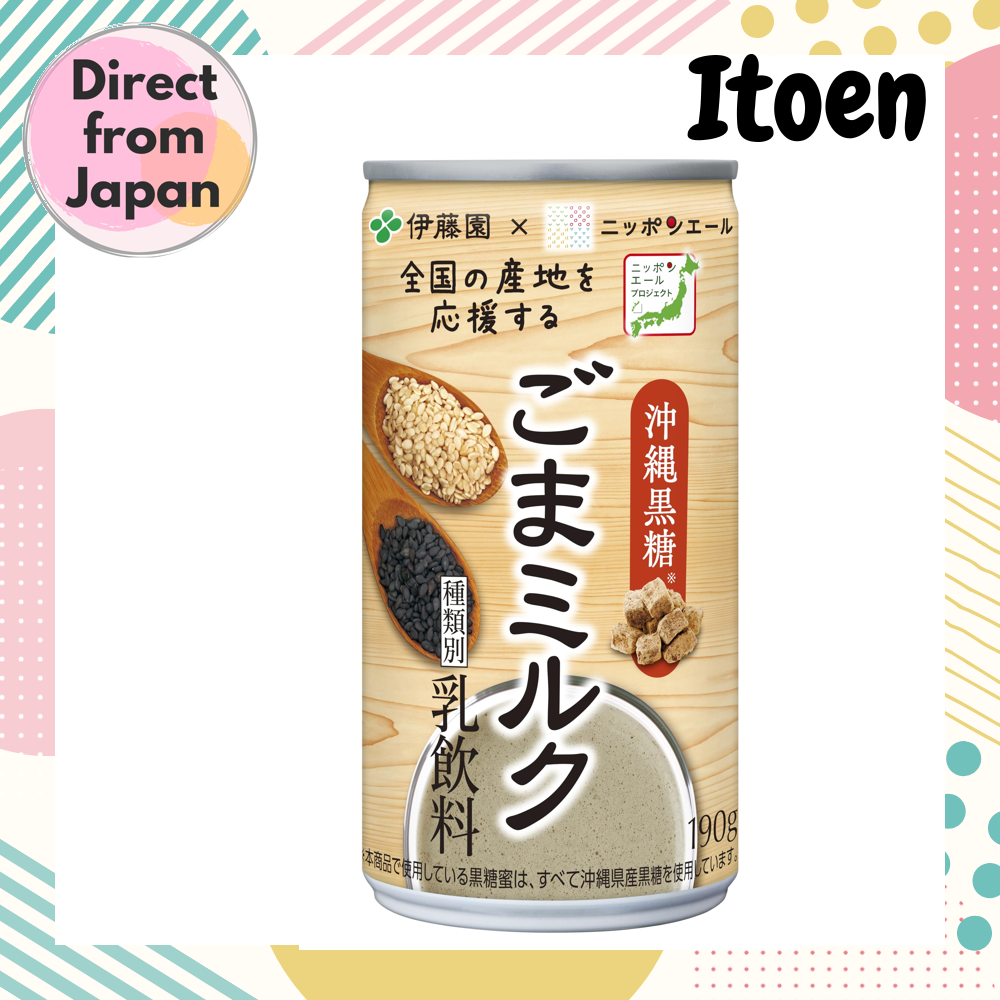 Direct
from
Japan
Itoen
伊藤園 × ニッポンエール
全国の産地を
応援する
ニッポン
エール
プロジェクト
ごまミルク
沖縄黒糖※
種類別
乳飲料
190g
※本商品で使用している黒糖蜜は、すべて沖縄県産黒糖を使用しています。